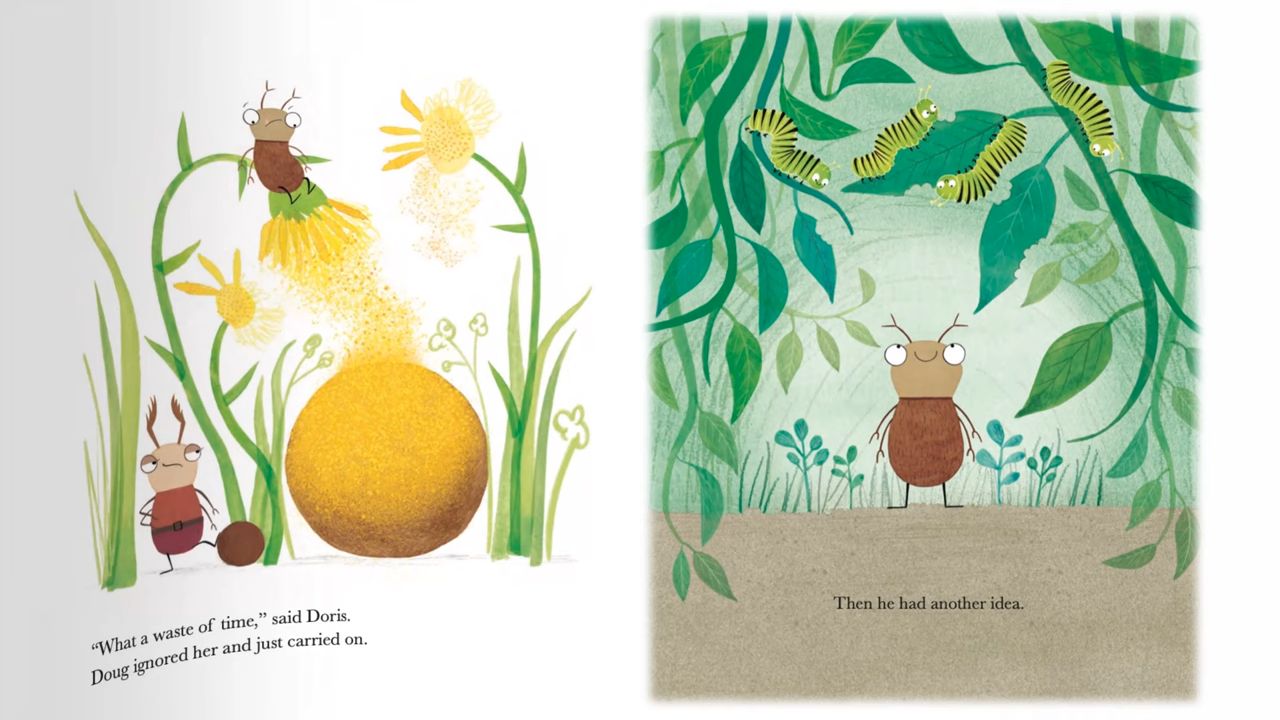 “What a waste of time,” said Doris.
Doug ignored her and just carried on.
Then he had another idea.